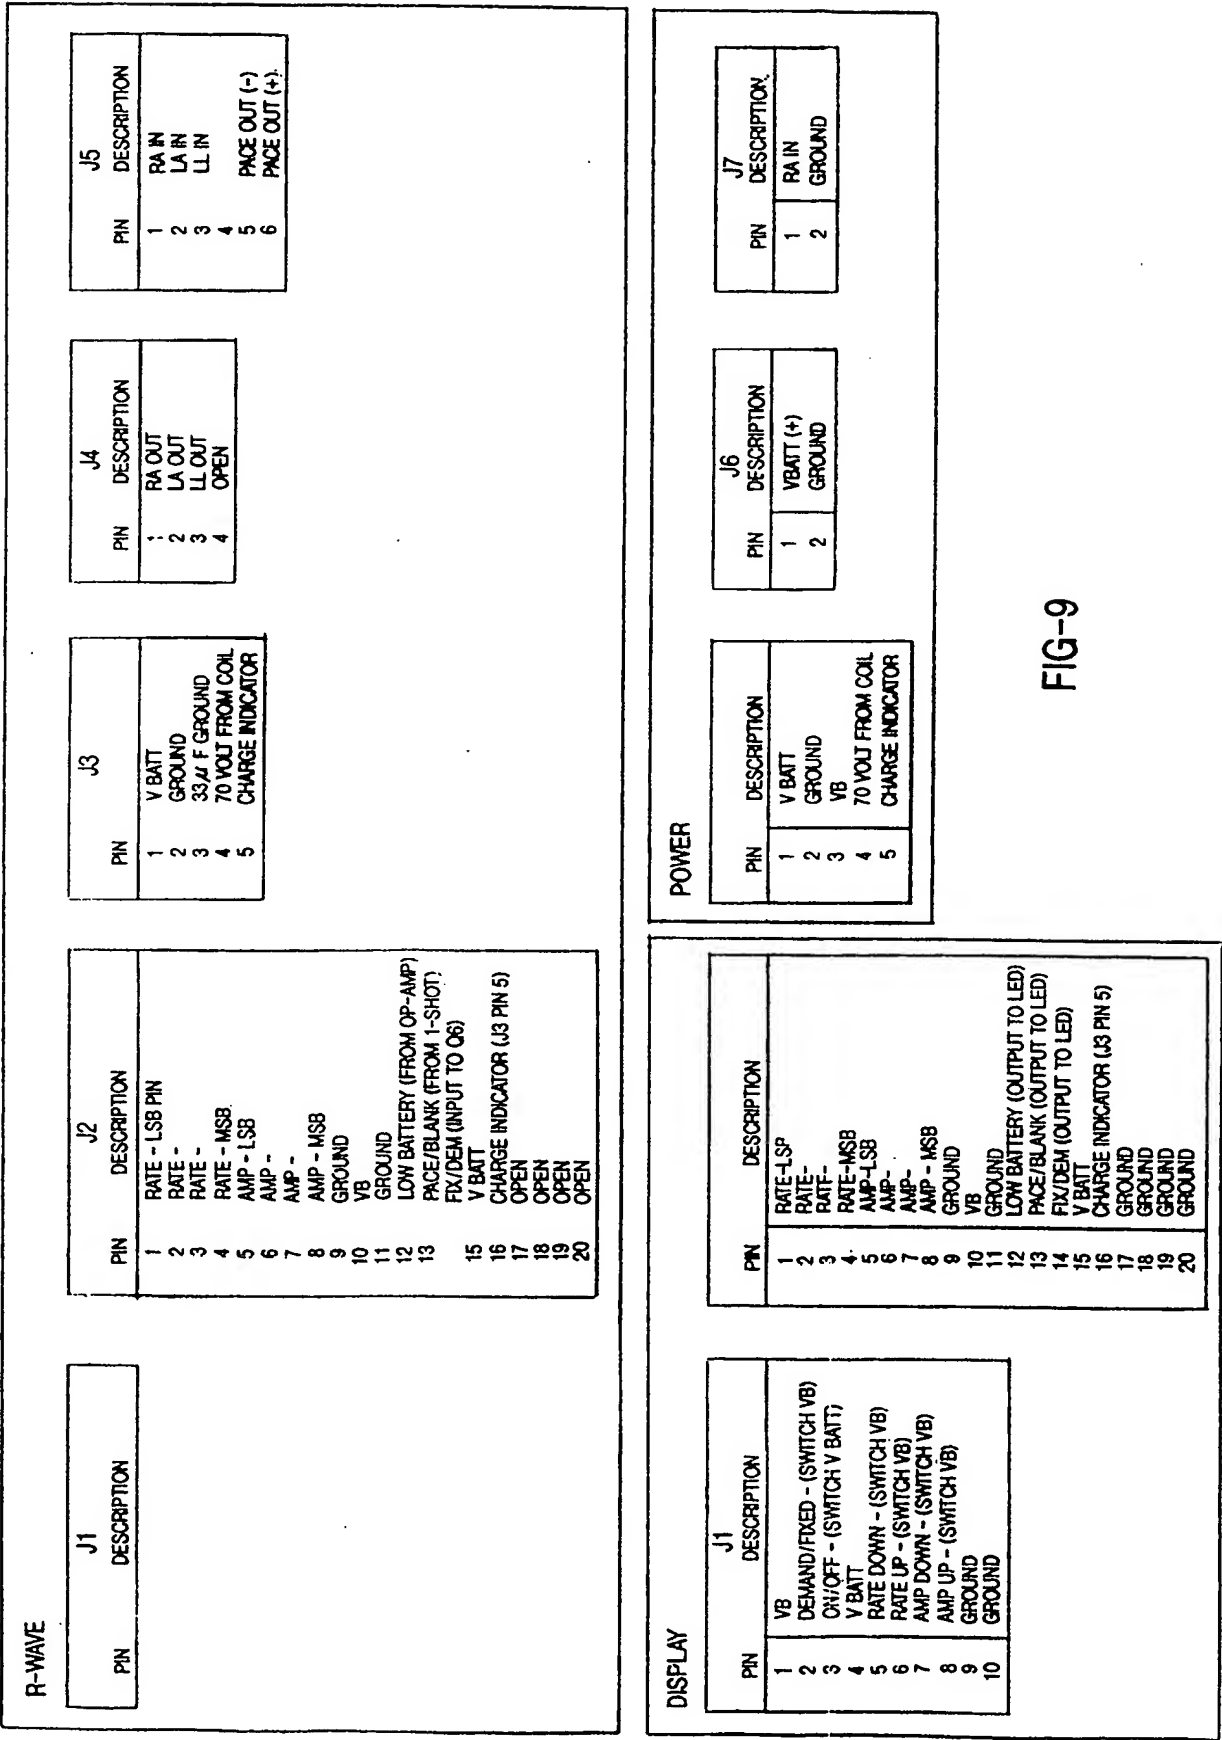 R-WAVE
J1
PIN DESCRIPTION
J2
PIN DESCRIPTION
1 RATE - LSB PIN
2 RATE -
3 RATE -
4 RATE - MSB.
5 AMP - LSB
6 AMP -
7 AMP -
8 AMP - MSB
9 GROUND
10 VB
11 GROUND
12 LOW BATTERY (FROM OP-AMP)
13 PACE/BLANK (FROM 1-SHOT)
FIX/DEM (INPUT TO Q6)
15 V BATT
16 CHARGE INDICATOR (J3 PIN 5)
17 OPEN
18 OPEN
19 OPEN
20 OPEN
J3
PIN DESCRIPTION
1 V BATT
2 GROUND
3 33µ F GROUND
4 70 VOLT FROM COIL
5 CHARGE INDICATOR
J4
PIN DESCRIPTION
1 RA OUT
2 LA OUT
3 LL OUT
4 OPEN
J5
PIN DESCRIPTION
1 RA IN
2 LA IN
3 LL IN
4
5 PACE OUT (-)
6 PACE OUT (+).
DISPLAY
J1
PIN DESCRIPTION
1 VB
2 DEMAND/FIXED - (SWITCH VB)
3 ON/OFF - (SWITCH V BATT)
4 V BATT
5 RATE DOWN - (SWITCH VB)
6 RATE UP - (SWITCH VB)
7 AMP DOWN - (SWITCH VB)
8 AMP UP - (SWITCH VB)
9 GROUND
10 GROUND
PIN DESCRIPTION
1 RATE-LSP
2 RATE-
3 RATE-
4. RATE-MSB
5 AMP-LSB
6 AMP-
7 AMP-
8 AMP - MSB
9 GROUND
10 VB
11 GROUND
12 LOW BATTERY (OUTPUT TO LED)
13 PACE/BLANK (OUTPUT TO LED)
14 FIX/DEM (OUTPUT TO LED)
15 V BATT
16 CHARGE INDICATOR (J3 PIN 5)
17 GROUND
18 GROUND
19 GROUND
20 GROUND
POWER
PIN DESCRIPTION
1 V BATT
2 GROUND
3 VB
4 70 VOLT FROM COIL
5 CHARGE INDICATOR
J6
PIN DESCRIPTION
1 VBATT (+)
2 GROUND
J7
PIN DESCRIPTION.
1 RA IN
2 GROUND
FIG-9